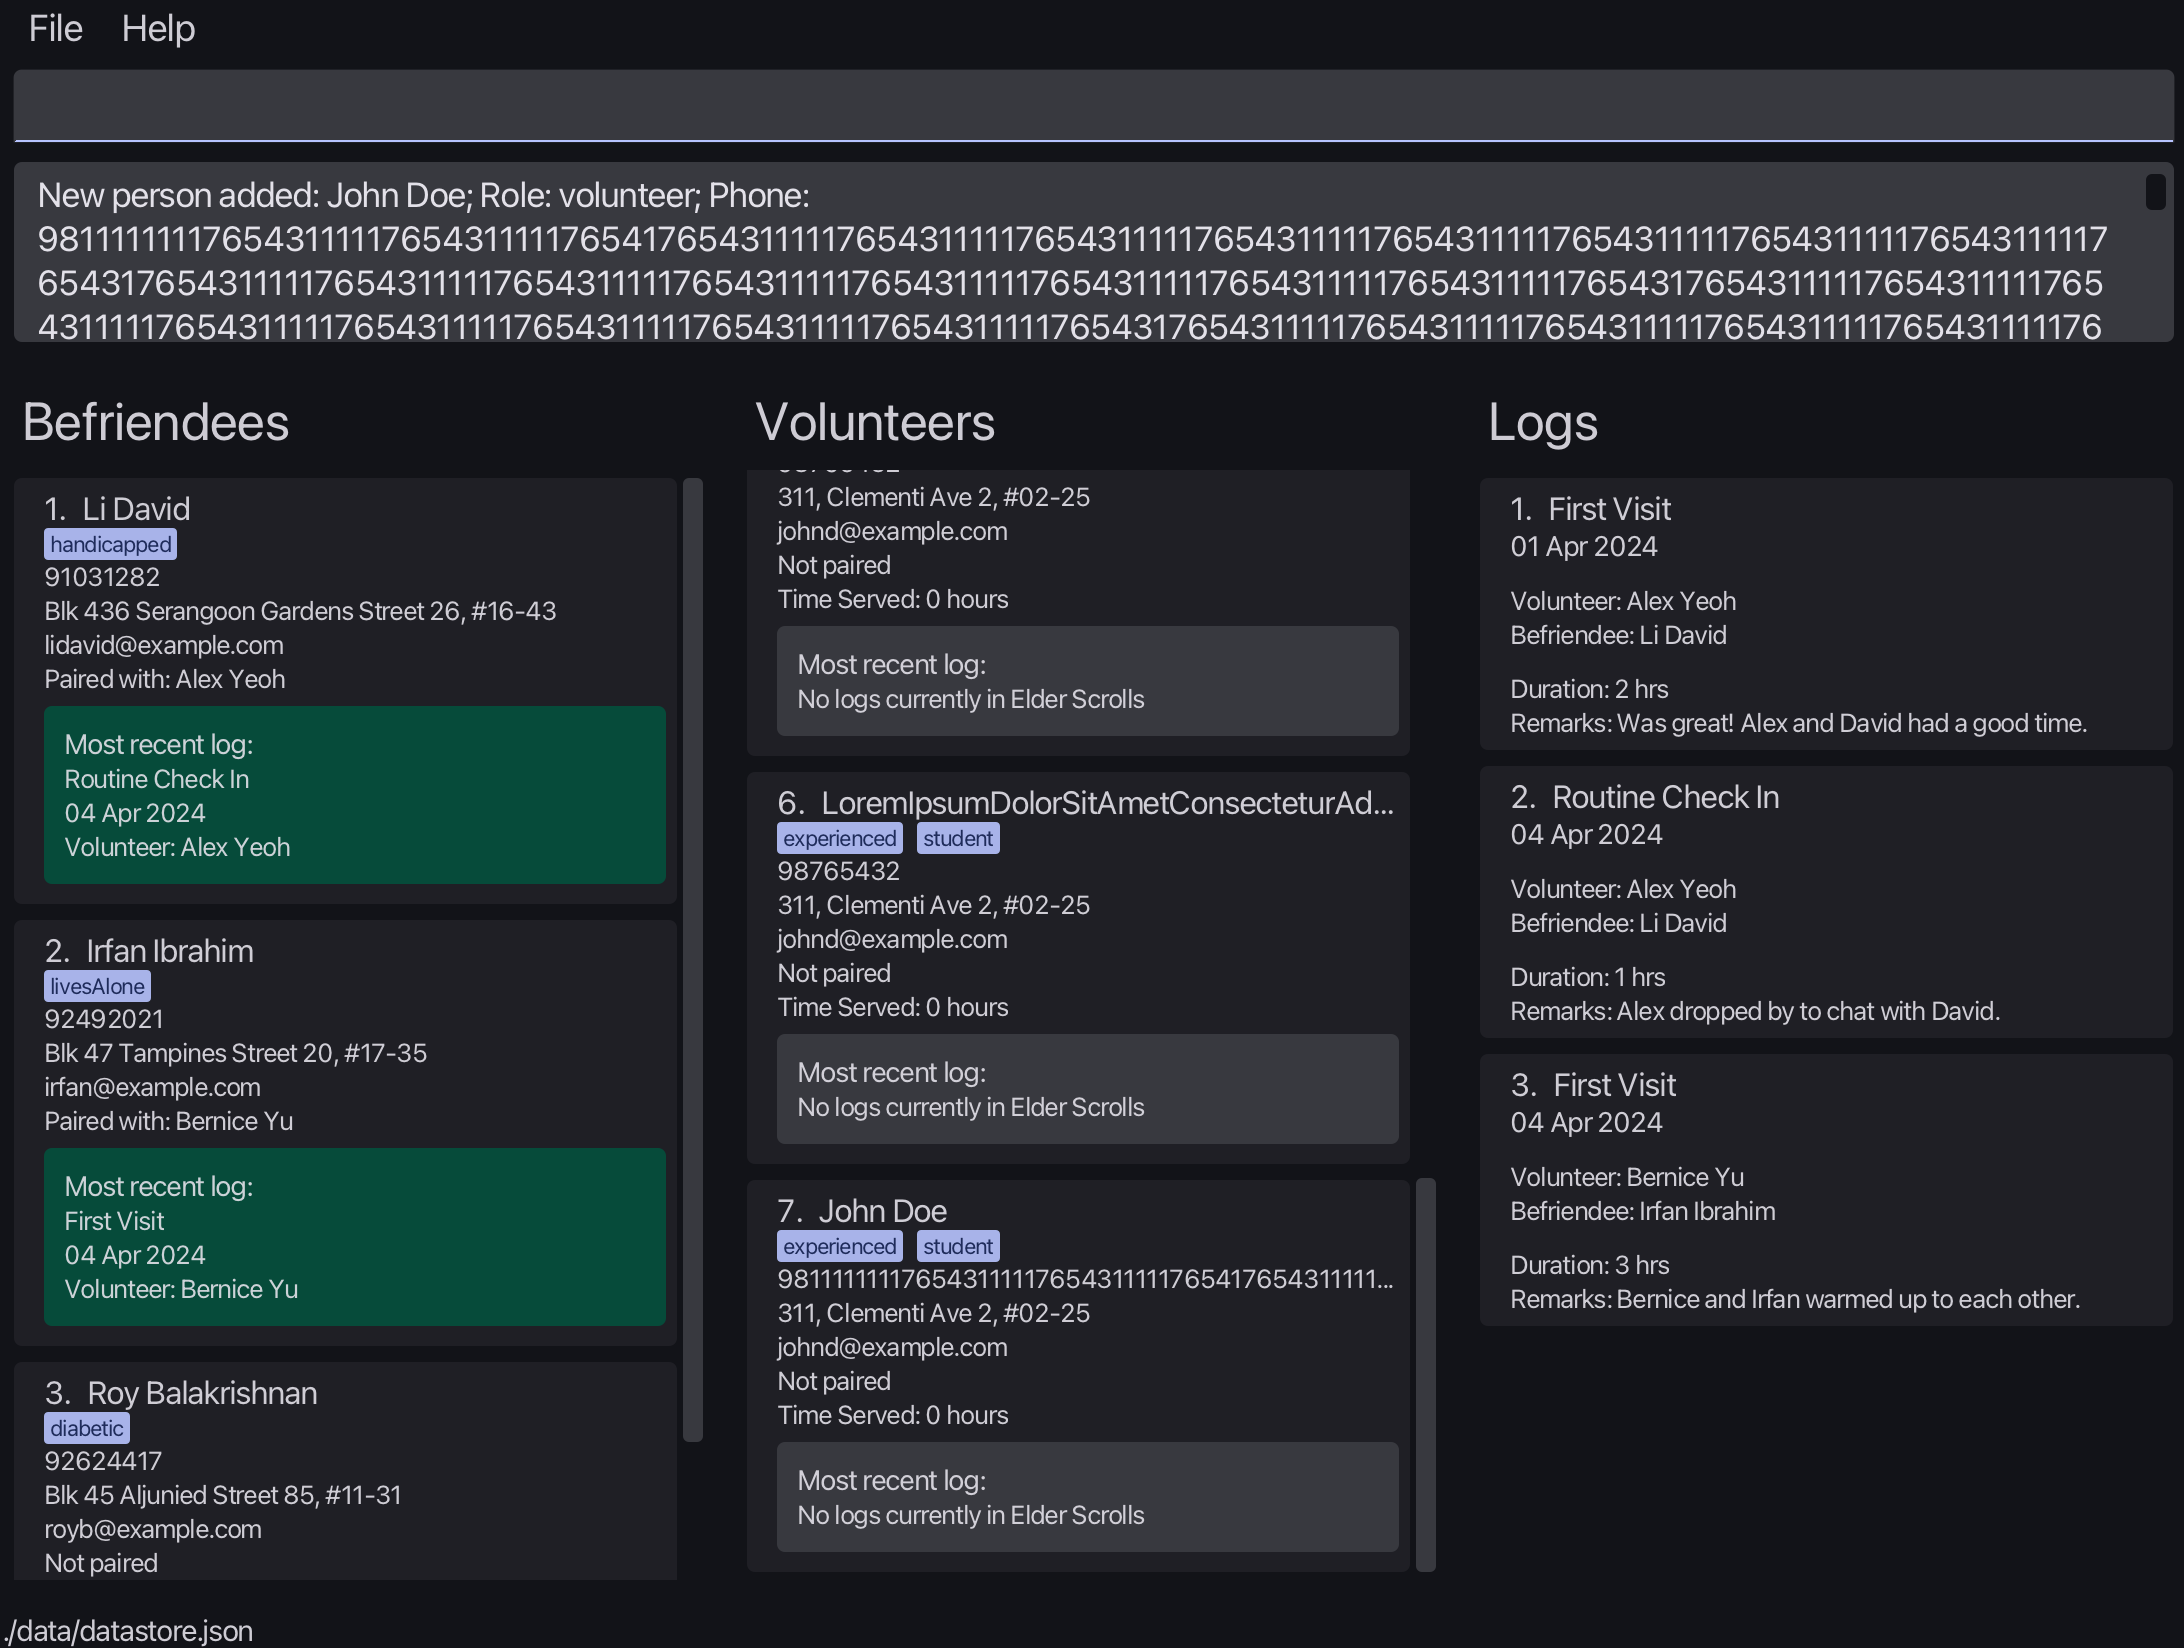 File Help
New person added: John Doe; Role: volunteer; Phone:
Befriendees
1. Li David
handicapped
91031282
Blk 436 Serangoon Gardens Street 26, #16-43
lidavid@example.com
Paired with: Alex Yeoh
Most recent log:
Routine Check In
04 Apr 2024
Volunteer: Alex Yeoh
2. Irfan Ibrahim
livesAlone
92492021
Blk 47 Tampines Street 20, #17-35
irfan@example.com
Paired with: Bernice Yu
Most recent log:
First Visit
04 Apr 2024
Volunteer: Bernice Yu
3. Roy Balakrishnan
diabetic
92624417
Blk 45 Aljunied Street 85, #11-31
royb@example.com
Not paired
Volunteers
311, Clementi Ave 2, #02-25
johnd@example.com
Not paired
Time Served: 0 hours
Most recent log:
No logs currently in Elder Scrolls
6. LoremIpsumDolorSitAmetConsecteturAd...
experienced student
98765432
311, Clementi Ave 2, #02-25
johnd@example.com
Not paired
Time Served: 0 hours
Most recent log:
No logs currently in Elder Scrolls
7. John Doe
experienced student
311, Clementi Ave 2, #02-25
johnd@example.com
Not paired
Time Served: 0 hours
Most recent log:
No logs currently in Elder Scrolls
Logs
1. First Visit
01 Apr 2024
Volunteer: Alex Yeoh
Befriendee: Li David
Duration: 2 hrs
Remarks: Was great! Alex and David had a good time.
2. Routine Check In
04 Apr 2024
Volunteer: Alex Yeoh
Befriendee: Li David
Duration: 1 hrs
Remarks: Alex dropped by to chat with David.
3. First Visit
04 Apr 2024
Volunteer: Bernice Yu
Befriendee: Irfan Ibrahim
Duration: 3 hrs
Remarks: Bernice and Irfan warmed up to each other.
./data/datastore.json